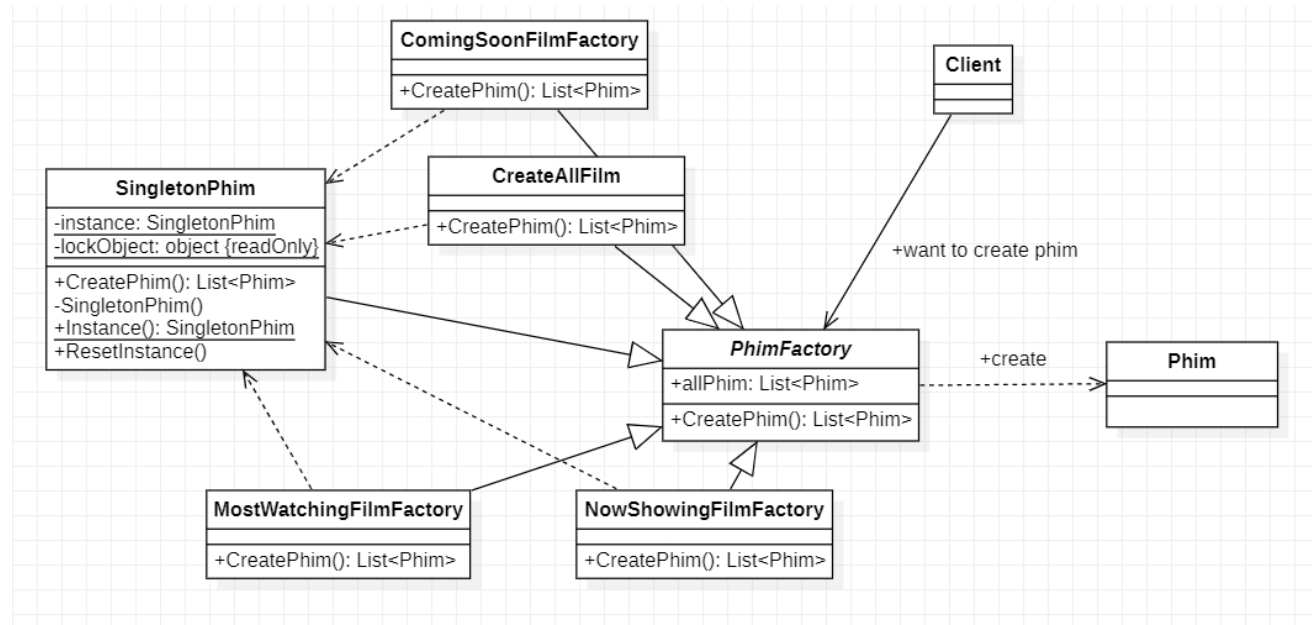 ComingSoonFilmFactory
+CreatePhim(): List<Phim>
Client
CreateAllFilm
+CreatePhim(): List<Phim>
SingletonPhim
-instance: SingletonPhim
-lockObject: object {readOnly}
+CreatePhim(): List<Phim>
-SingletonPhim()
+Instance(): SingletonPhim
+ResetInstance()
+want to create phim
PhimFactory
+allPhim: List<Phim>
+CreatePhim(): List<Phim>
+create
Phim
MostWatchingFilmFactory
+CreatePhim(): List<Phim>
NowShowingFilmFactory
+CreatePhim(): List<Phim>